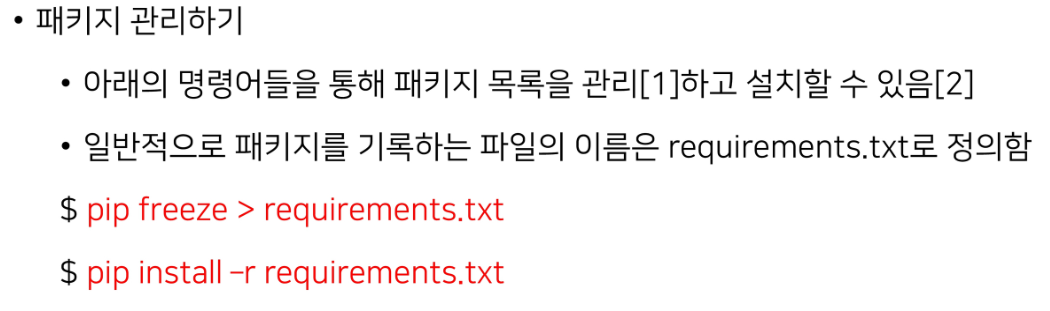 • 패키지 관리하기
• 아래의 명령어들을 통해 패키지 목록을 관리[1]하고 설치할 수 있음[2]
• 일반적으로 패키지를 기록하는 파일의 이름은 requirements.txt로 정의함
$ pip freeze > requirements.txt
$ pip install –r requirements.txt